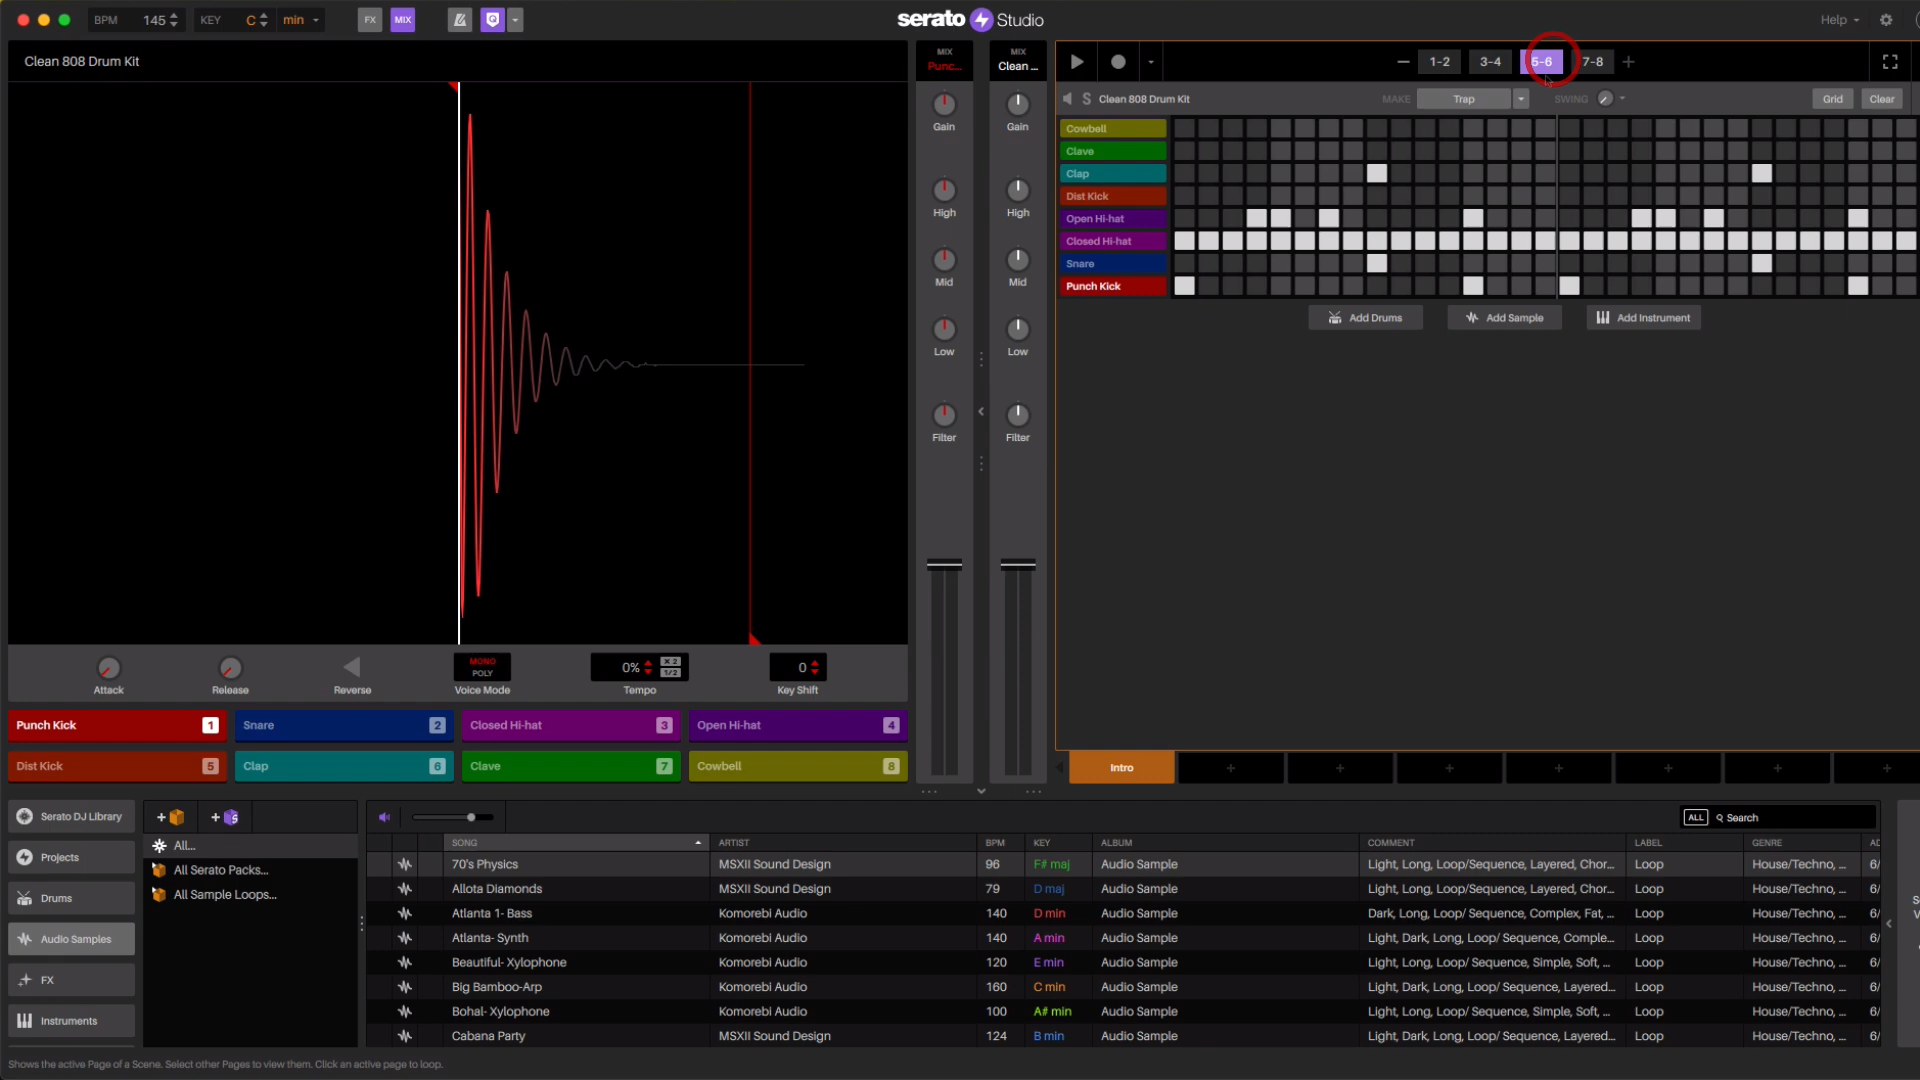 BPM 145 KEY C min FX MIX serato Studio Help
Clean 808 Drum Kit
MIX
Punc...
Gain
High
Mid
Low
Filter
MIX
Clean ...
Gain
High
Mid
Low
Filter
1-2 3-4 5-6 7-8
S Clean 808 Drum Kit MAKE Trap SWING Grid Clear
Cowbell
Clave
Clap
Dist Kick
Open Hi-hat
Closed Hi-hat
Snare
Punch Kick
Add Drums Add Sample Add Instrument
MONO
POLY
0% X 2
1/2
0
Attack Release Reverse Voice Mode Tempo Key Shift
Punch Kick 1 Snare 2 Closed Hi-hat 3 Open Hi-hat 4
Dist Kick 5 Clap 6 Clave 7 Cowbell 8
Intro
Serato DJ Library
Projects
Drums
Audio Samples
FX
Instruments
All...
All Serato Packs...
All Sample Loops...
ALL Search
SONG ARTIST BPM KEY ALBUM COMMENT LABEL GENRE AD
70's Physics MSXII Sound Design 96 F# maj Audio Sample Light, Long, Loop/Sequence, Layered, Chor... Loop House/Techno, ... 6/
Allota Diamonds MSXII Sound Design 79 D maj Audio Sample Light, Long, Loop/Sequence, Layered, Chor... Loop House/Techno, ... 6/
Atlanta 1- Bass Komorebi Audio 140 D min Audio Sample Dark, Long, Loop/ Sequence, Complex, Fat, ... Loop House/Techno, ... 6/
Atlanta- Synth Komorebi Audio 140 A min Audio Sample Light, Dark, Long, Loop/ Sequence, Comple... Loop House/Techno, ... 6/
Beautiful- Xylophone Komorebi Audio 120 E min Audio Sample Light, Long, Loop/ Sequence, Simple, Soft, ... Loop House/Techno, ... 6/
Big Bamboo-Arp Komorebi Audio 160 C min Audio Sample Light, Dark, Long, Loop/ Sequence, Layered... Loop House/Techno, ... 6/
Bohal- Xylophone Komorebi Audio 100 A# min Audio Sample Light, Long, Loop/ Sequence, Simple, Soft, ... Loop House/Techno, ... 6/
Cabana Party MSXII Sound Design 124 B min Audio Sample Light, Dark, Long, Loop/ Sequence, Layered... Loop House/Techno, ... 6/
Shows the active Page of a Scene. Select other Pages to view them. Click an active page to loop.